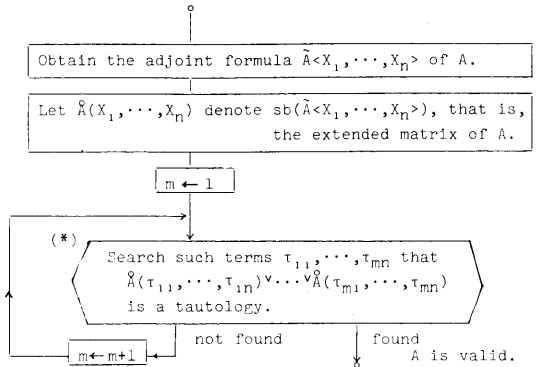 Obtain the adjoint formula Ã<X₁,···,Xₙ> of A.
Let Å(X₁,···,Xₙ) denote sb(Ã<X₁,···,Xₙ>), that is,
the extended matrix of A.
m ← 1
(*)
Search such terms τ₁₁,···,τₘₙ that
Å(τ₁₁,···,τ₁ₙ)∨···∨Å(τₘ₁,···,τₘₙ)
is a tautology.
not found
found
m←m+1
A is valid.